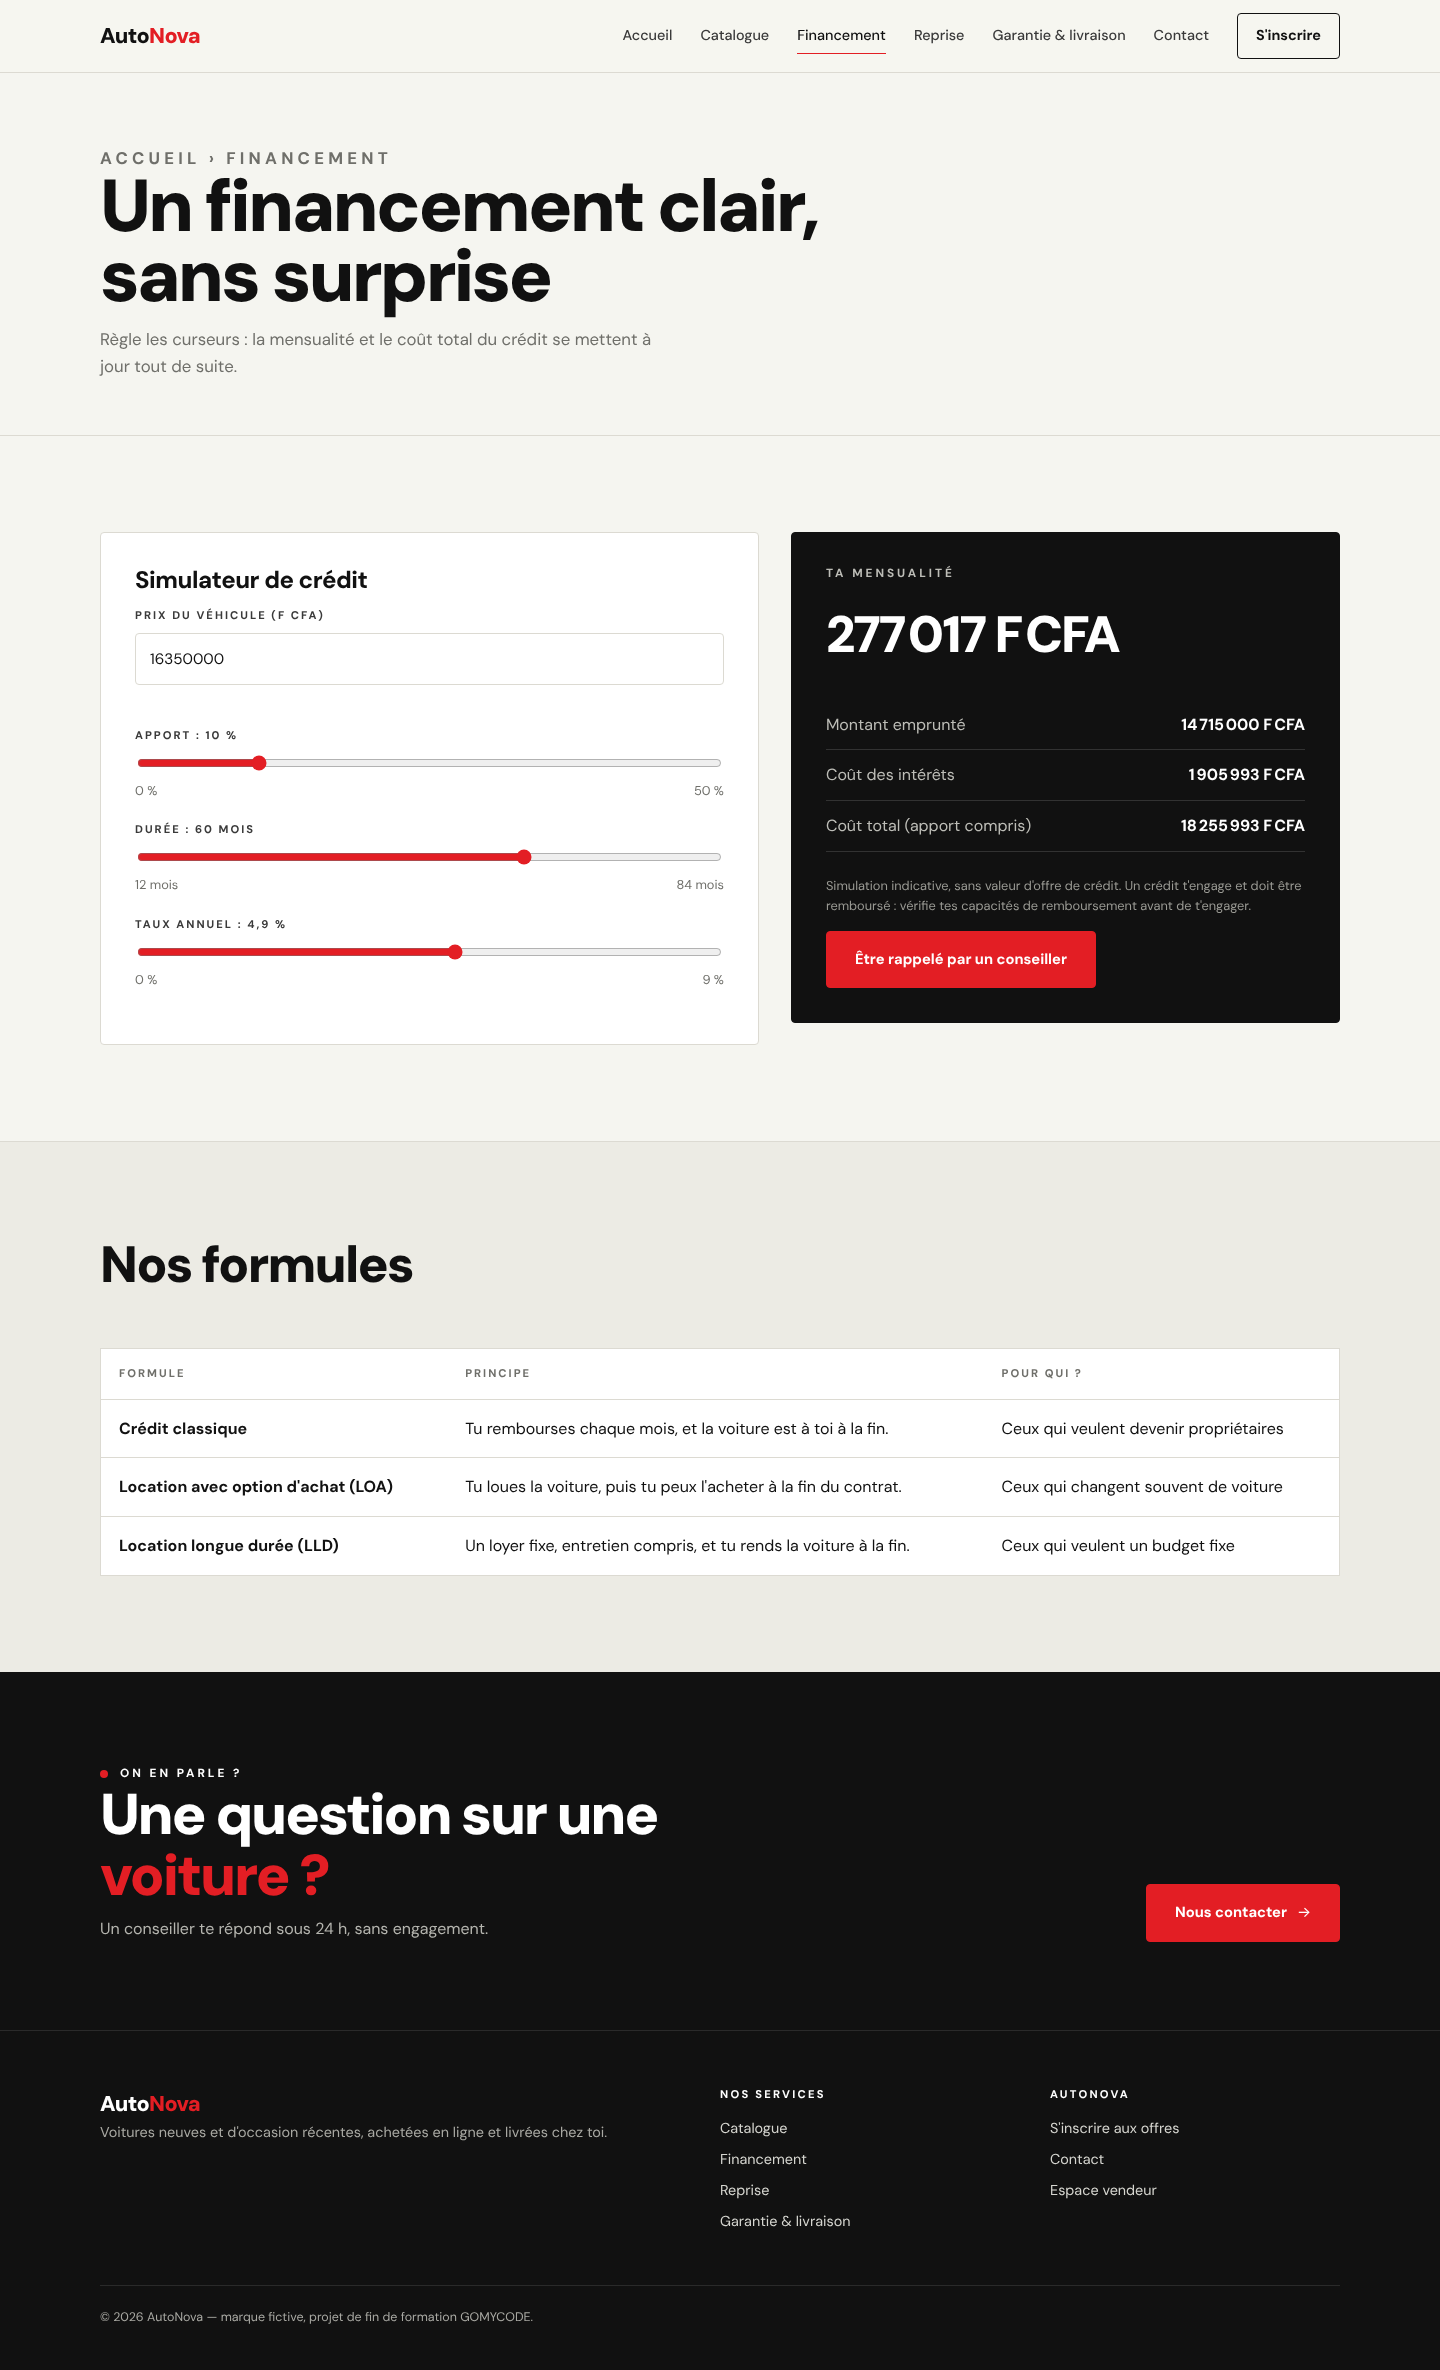 AutoNova
Accueil
Catalogue
Financement
Reprise
Garantie & livraison
Contact
S'inscrire
ACCUEIL › FINANCEMENT
Un financement clair,
sans surprise
Règle les curseurs : la mensualité et le coût total du crédit se mettent à
jour tout de suite.
Simulateur de crédit
PRIX DU VÉHICULE (F CFA)
16350000
APPORT : 10 %
0 %
50 %
DURÉE : 60 MOIS
12 mois
84 mois
TAUX ANNUEL : 4,9 %
0 %
9 %
TA MENSUALITÉ
277 017 F CFA
Montant emprunté
14 715 000 F CFA
Coût des intérêts
1 905 993 F CFA
Coût total (apport compris)
18 255 993 F CFA
Simulation indicative, sans valeur d'offre de crédit. Un crédit t'engage et doit être
remboursé : vérifie tes capacités de remboursement avant de t'engager.
Être rappelé par un conseiller
Nos formules
FORMULE
PRINCIPE
POUR QUI ?
Crédit classique
Tu rembourses chaque mois, et la voiture est à toi à la fin.
Ceux qui veulent devenir propriétaires
Location avec option d'achat (LOA)
Tu loues la voiture, puis tu peux l'acheter à la fin du contrat.
Ceux qui changent souvent de voiture
Location longue durée (LLD)
Un loyer fixe, entretien compris, et tu rends la voiture à la fin.
Ceux qui veulent un budget fixe
ON EN PARLE ?
Une question sur une
voiture ?
Un conseiller te répond sous 24 h, sans engagement.
Nous contacter →
AutoNova
Voitures neuves et d'occasion récentes, achetées en ligne et livrées chez toi.
NOS SERVICES
Catalogue
Financement
Reprise
Garantie & livraison
AUTONOVA
S'inscrire aux offres
Contact
Espace vendeur
© 2026 AutoNova — marque fictive, projet de fin de formation GOMYCODE.